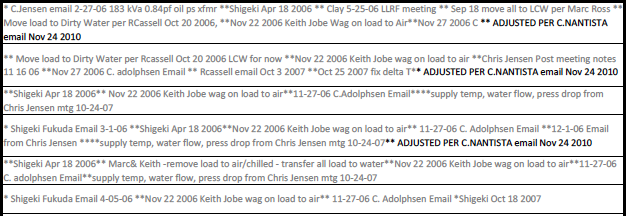 * C.Jensen email 2-27-06 183 kVa 0.84pf oil ps xfmr **Shigeki Apr 18 2006** ** Clay 5-25-06 LLRF meeting ** Sep 18 move all to LCW per Marc Ross **
Move load to Dirty Water per RCassell Oct 20 2006, **Nov 22 2006 Keith Jobe Wag on load to Air**Nov 27 2006 C ** ADJUSTED PER C.NANTISTA
email Nov 24 2010
** Move load to Dirty Water per Rcassell Oct 20 2006 LCW for now **Nov 22 2006 Keith Jobe wag on load to air **Chris Jensen Post meeting notes
11 16 06 **Nov 27 2006 C. adolphsen Email ** Rcassell email Oct 3 2007 **Oct 25 2007 fix delta T** ADJUSTED PER C.NANTISTA email Nov 24 2010
**Shigeki Apr 18 2006** Nov 22 2006 Keith Jobe wag on load to air**11-27-06 C.Adolphsen Email****supply temp, water flow, press drop from
Chris Jensen mtg 10-24-07
* Shigeki Fukuda Email 3-1-06 **Shigeki Apr 18 2006**Nov 22 2006 Keith Jobe wag on load to air** 11-27-06 C. Adolphsen Email **12-1-06 Email
from Chris Jensen ****supply temp, water flow, press drop from Chris Jensen mtg 10-24-07** ADJUSTED PER C.NANTISTA email Nov 24 2010
**Shigeki Apr 18 2006** Marc& Keith -remove load to air/chilled - transfer all load to water**Nov 22 2006 Keith Jobe wag on load to air**11-27-06
C. adolphsen Email**supply temp, water flow, press drop from Chris Jensen mtg 10-24-07
* Shigeki Fukuda Email 4-05-06 **Nov 22 2006 Keith Jobe wag on load to air** 11-27-06 C. Adolphsen Email *Shigeki Oct 18 2007